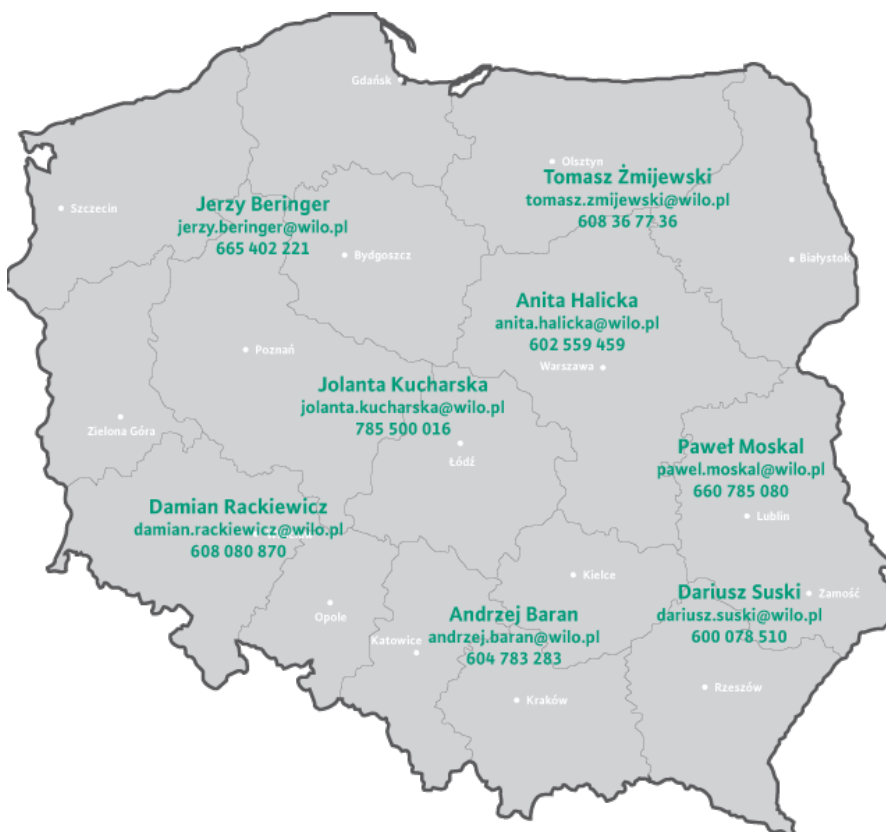 Gdańsk
Olsztyn
Tomasz Żmijewski
tomasz.zmijewski@wilo.pl
608 36 77 36
Szczecin
Jerzy Beringer
jerzy.beringer@wilo.pl
665 402 221
Bydgoszcz
Białystok
Anita Halicka
anita.halicka@wilo.pl
602 559 459
Warszawa
Poznań
Jolanta Kucharska
jolanta.kucharska@wilo.pl
785 500 016
Łódź
Zielona Góra
Paweł Moskal
pawel.moskal@wilo.pl
660 785 080
Lublin
Damian Rackiewicz
damian.rackiewicz@wilo.pl
608 080 870
Kielce
Opole
Dariusz Suski
dariusz.suski@wilo.pl
600 078 510
Zamość
Andrzej Baran
andrzej.baran@wilo.pl
604 783 283
Katowice
Kraków
Rzeszów